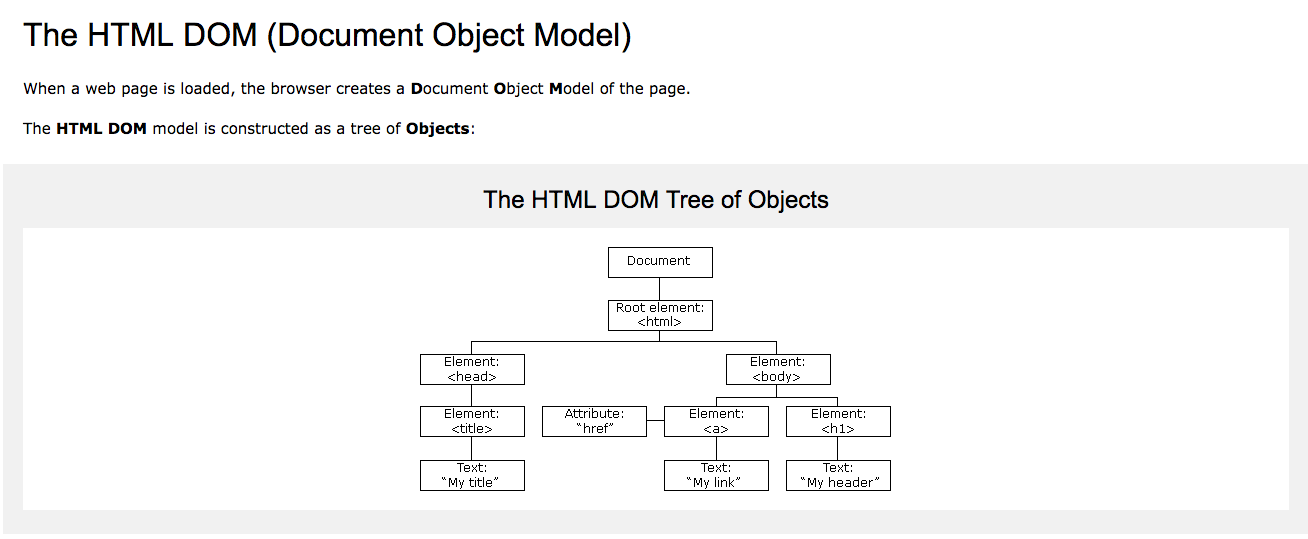 The HTML DOM (Document Object Model)
When a web page is loaded, the browser creates a Document Object Model of the page.
The HTML DOM model is constructed as a tree of Objects:
The HTML DOM Tree of Objects
Document
Root element:
<html>
Element:
<head>
Element:
<body>
Element:
<title>
Attribute:
“href”
Element:
<a>
Element:
<h1>
Text:
“My title”
Text:
“My link”
Text:
“My header”